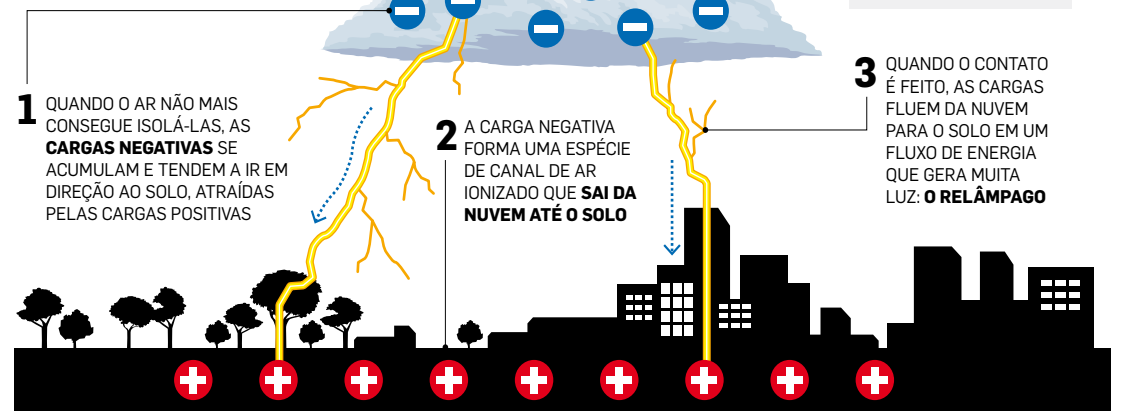 1 QUANDO O AR NÃO MAIS
CONSEGUE ISOLÁ-LAS, AS
CARGAS NEGATIVAS SE
ACUMULAM E TENDEM A IR EM
DIREÇÃO AO SOLO, ATRAÍDAS
PELAS CARGAS POSITIVAS
2 A CARGA NEGATIVA
FORMA UMA ESPÉCIE
DE CANAL DE AR
IONIZADO QUE SAI DA
NUVEM ATÉ O SOLO
3 QUANDO O CONTATO
É FEITO, AS CARGAS
FLUEM DA NUVEM
PARA O SOLO EM UM
FLUXO DE ENERGIA
QUE GERA MUITA
LUZ: O RELÂMPAGO